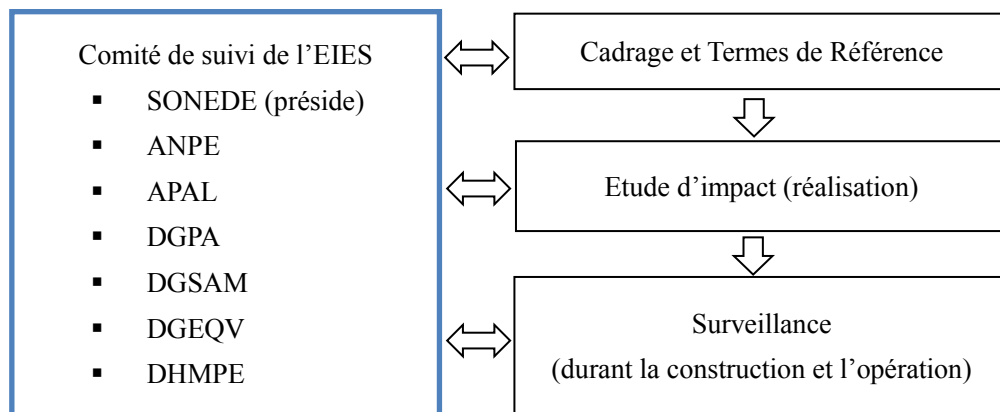 Comité de suivi de l’EIES
▪ SONEDE (préside)
▪ ANPE
▪ APAL
▪ DGPA
▪ DGSAM
▪ DGEQV
▪ DHMPE
Cadrage et Termes de Référence
Etude d’impact (réalisation)
Surveillance
(durant la construction et l’opération)